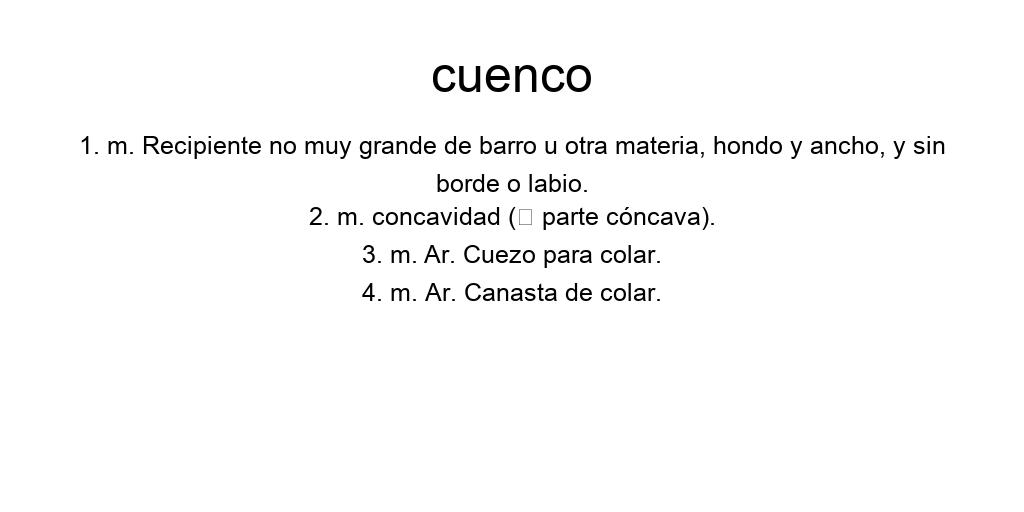 cuenco
1. m. Recipiente no muy grande de barro u otra materia, hondo y ancho, y sin
borde o labio.
2. m. concavidad (□ parte cóncava).
3. m. Ar. Cuezo para colar.
4. m. Ar. Canasta de colar.